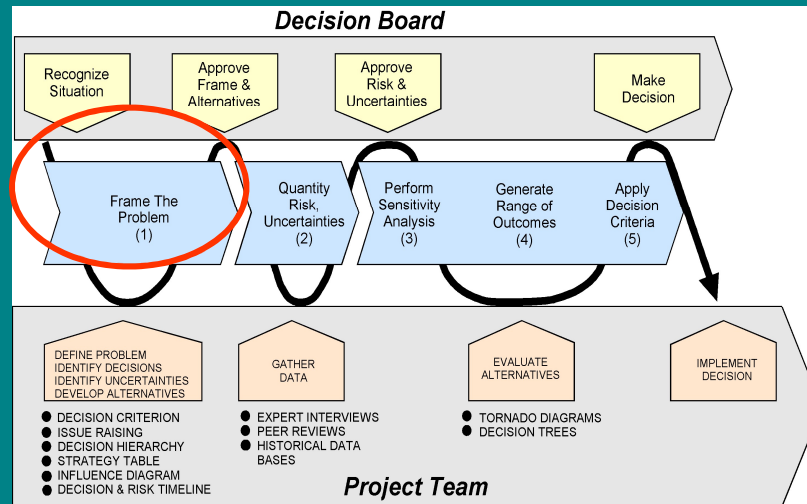 Decision Board
Recognize
Situation
Approve
Frame &
Alternatives
Approve
Risk &
Uncertainties
Make
Decision
Frame The
Problem
(1)
Quantity
Risk,
Uncertainties
(2)
Perform
Sensitivity
Analysis
(3)
Generate
Range of
Outcomes
(4)
Apply
Decision
Criteria
(5)
DEFINE PROBLEM
IDENTIFY DECISIONS
IDENTIFY UNCERTAINTIES
DEVELOP ALTERNATIVES
GATHER
DATA
EVALUATE
ALTERNATIVES
IMPLEMENT
DECISION
● DECISION CRITERION
● ISSUE RAISING
● DECISION HIERARCHY
● STRATEGY TABLE
● INFLUENCE DIAGRAM
● DECISION & RISK TIMELINE
● EXPERT INTERVIEWS
● PEER REVIEWS
● HISTORICAL DATA
BASES
● TORNADO DIAGRAMS
● DECISION TREES
Project Team